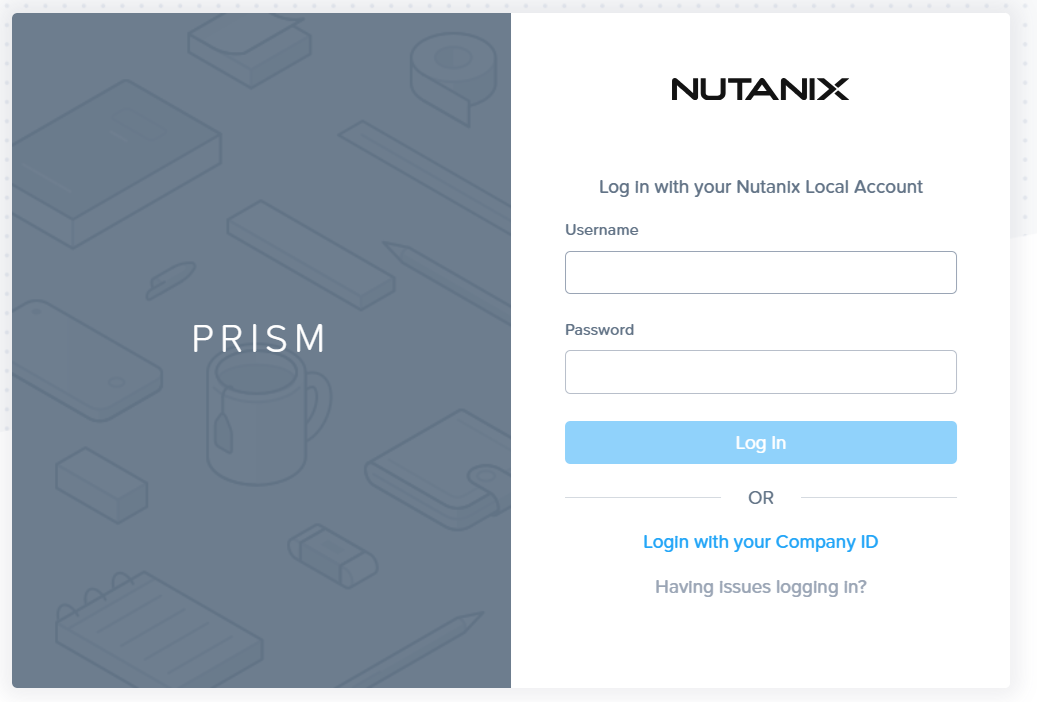 PRISM
NUTANIX
Log in with your Nutanix Local Account
Username
Password
Log In
OR
Login with your Company ID
Having issues logging in?